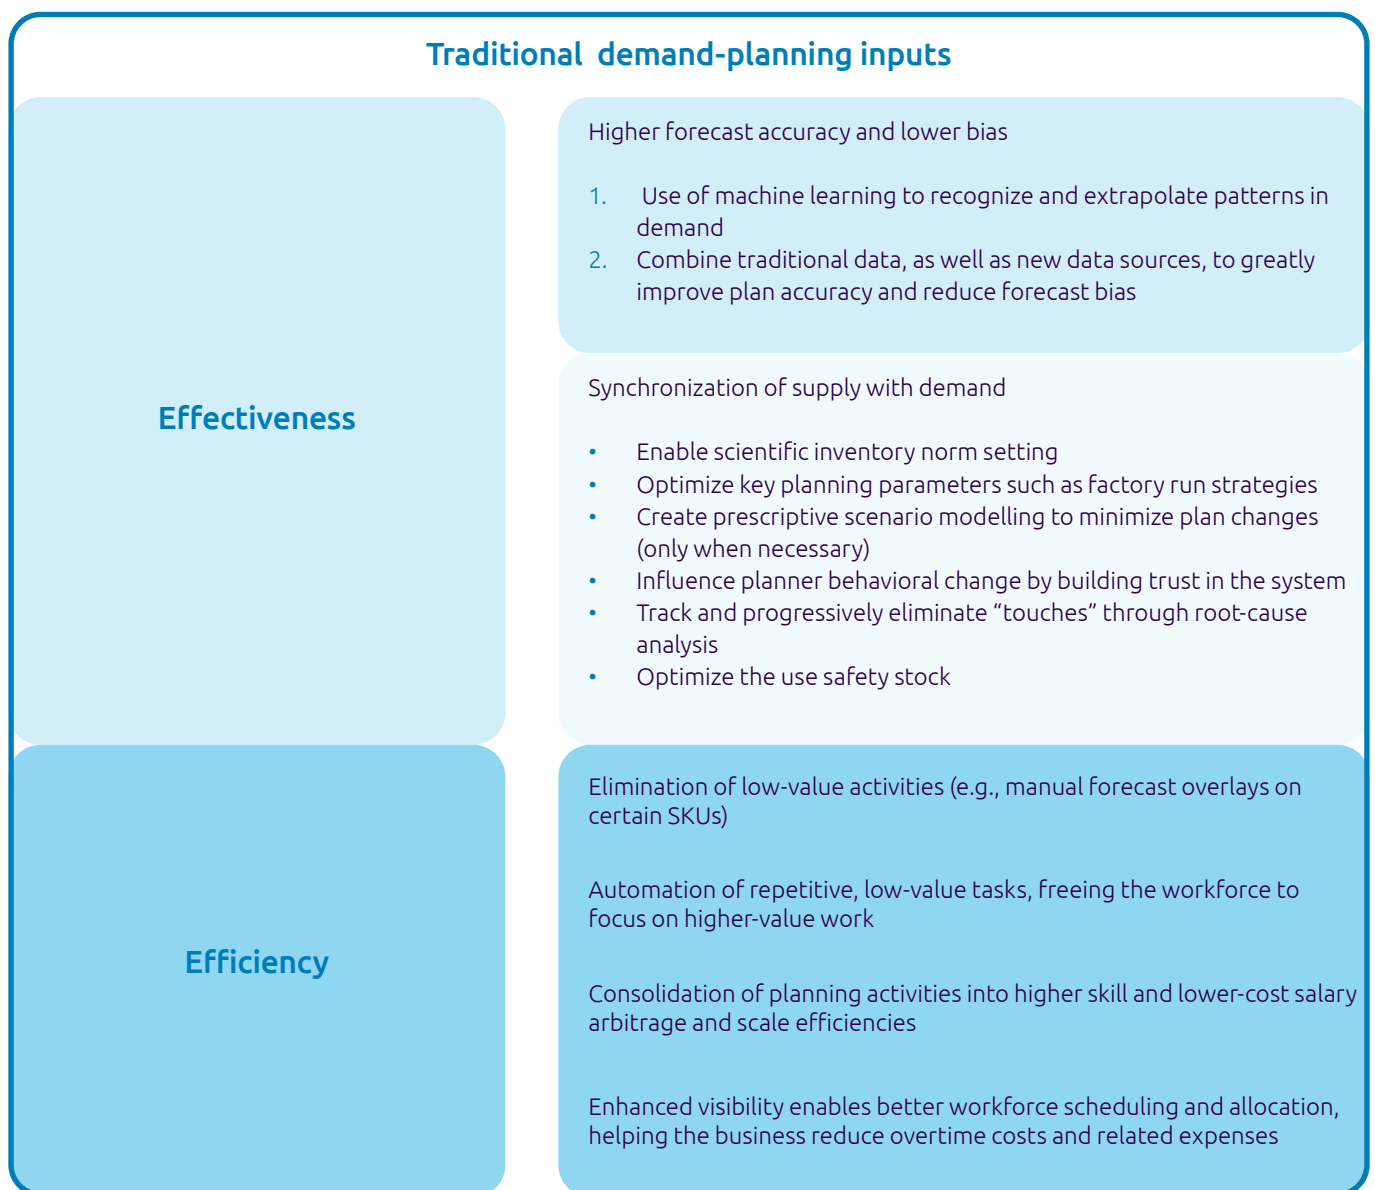 Traditional demand-planning inputs
Effectiveness
Higher forecast accuracy and lower bias
1. Use of machine learning to recognize and extrapolate patterns in
demand
2. Combine traditional data, as well as new data sources, to greatly
improve plan accuracy and reduce forecast bias
Synchronization of supply with demand
• Enable scientific inventory norm setting
• Optimize key planning parameters such as factory run strategies
• Create prescriptive scenario modelling to minimize plan changes
(only when necessary)
• Influence planner behavioral change by building trust in the system
• Track and progressively eliminate “touches” through root-cause
analysis
• Optimize the use safety stock
Efficiency
Elimination of low-value activities (e.g., manual forecast overlays on
certain SKUs)
Automation of repetitive, low-value tasks, freeing the workforce to
focus on higher-value work
Consolidation of planning activities into higher skill and lower-cost salary
arbitrage and scale efficiencies
Enhanced visibility enables better workforce scheduling and allocation,
helping the business reduce overtime costs and related expenses